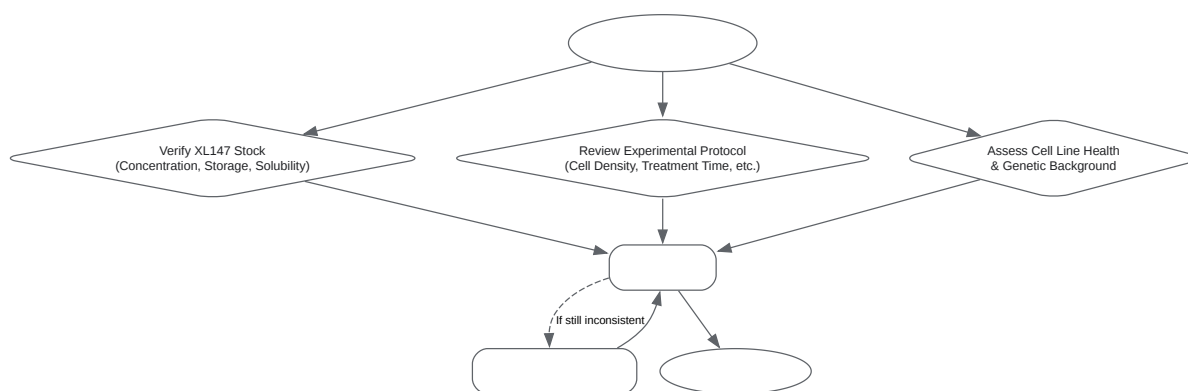 Verify XL147 Stock
(Concentration, Storage, Solubility)
Review Experimental Protocol
(Cell Density, Treatment Time, etc.)
Assess Cell Line Health
& Genetic Background
If still inconsistent